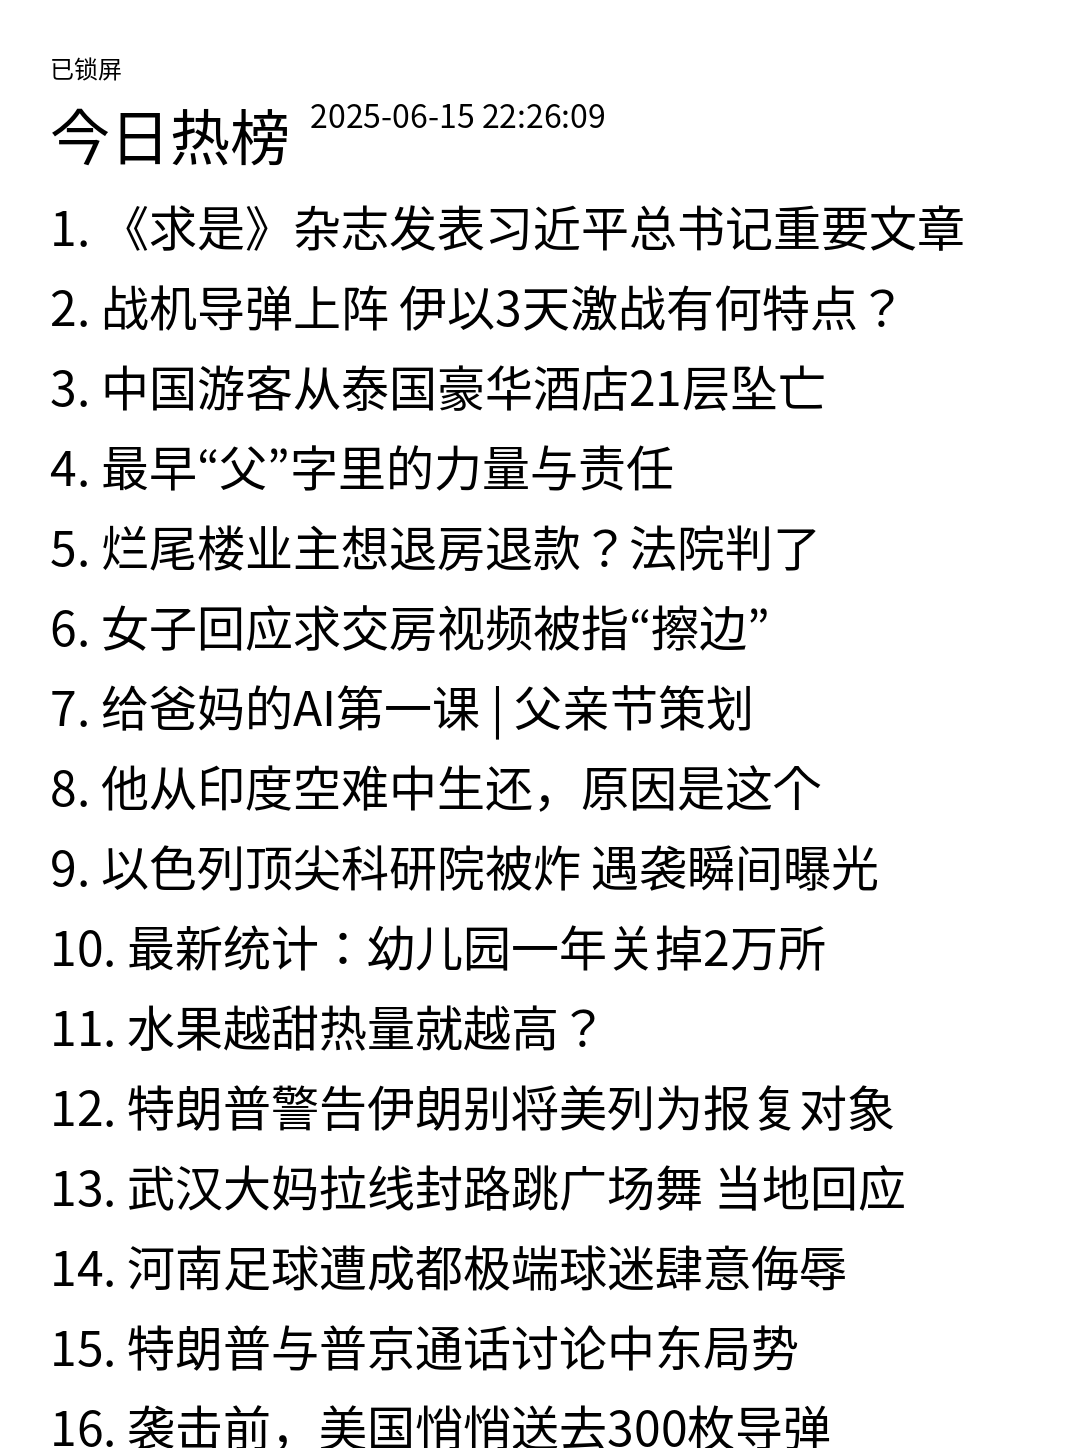 已锁屏
今日热榜 2025-06-15 22:26:09
1. 《求是》杂志发表习近平总书记重要文章
2. 战机导弹上阵 伊以3天激战有何特点？
3. 中国游客从泰国豪华酒店21层坠亡
4. 最早“父”字里的力量与责任
5. 烂尾楼业主想退房退款？法院判了
6. 女子回应求交房视频被指“擦边”
7. 给爸妈的AI第一课 | 父亲节策划
8. 他从印度空难中生还，原因是这个
9. 以色列顶尖科研院被炸 遇袭瞬间曝光
10. 最新统计：幼儿园一年关掉2万所
11. 水果越甜热量就越高？
12. 特朗普警告伊朗别将美列为报复对象
13. 武汉大妈拉线封路跳广场舞 当地回应
14. 河南足球遭成都极端球迷肆意侮辱
15. 特朗普与普京通话讨论中东局势
16. 袭击前，美国悄悄送去300枚导弹